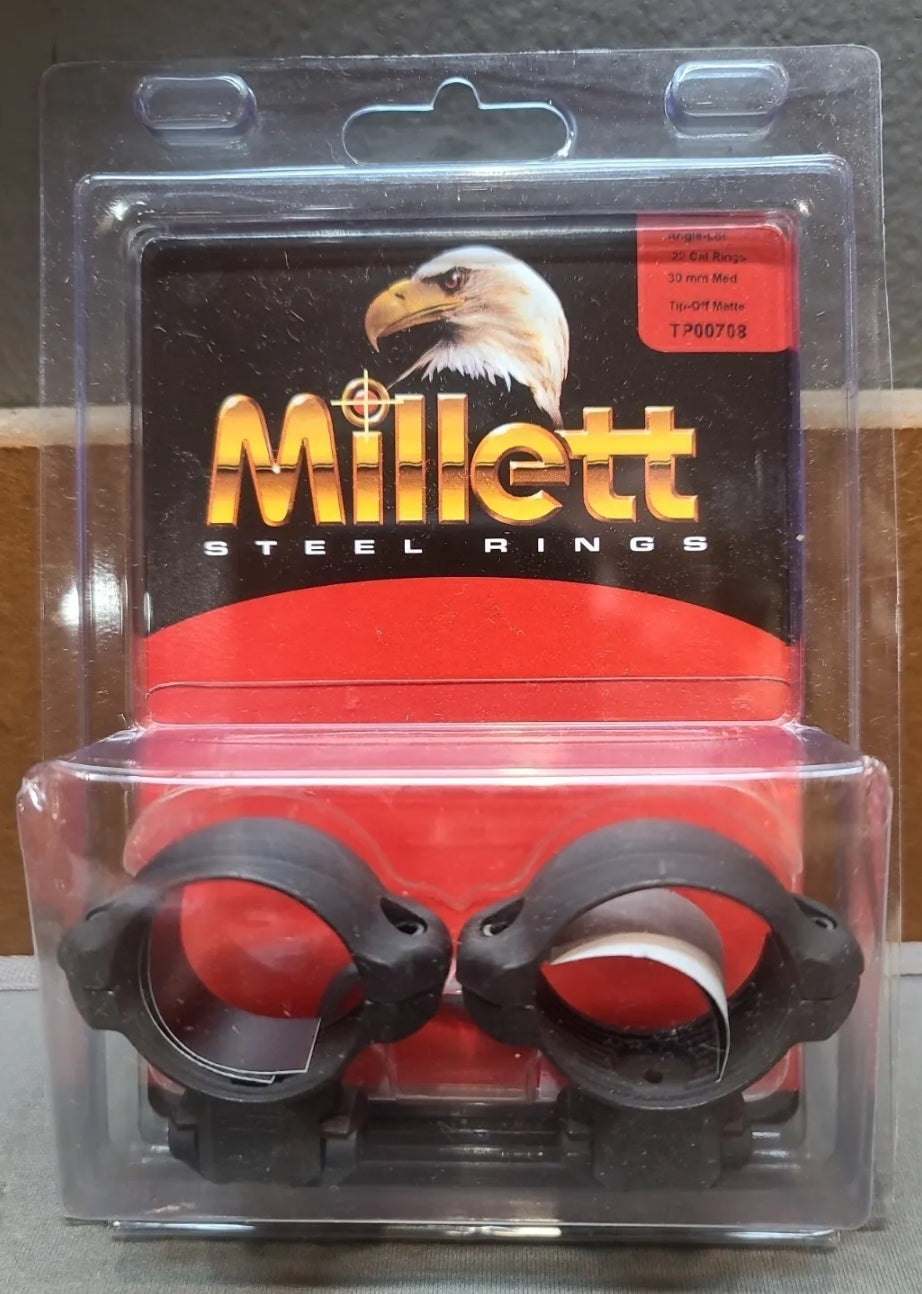 Angle-Loc
22 Cal Rings
30 mm Med
Tip-Off Matte
TP00708
Millett
STEEL RINGS